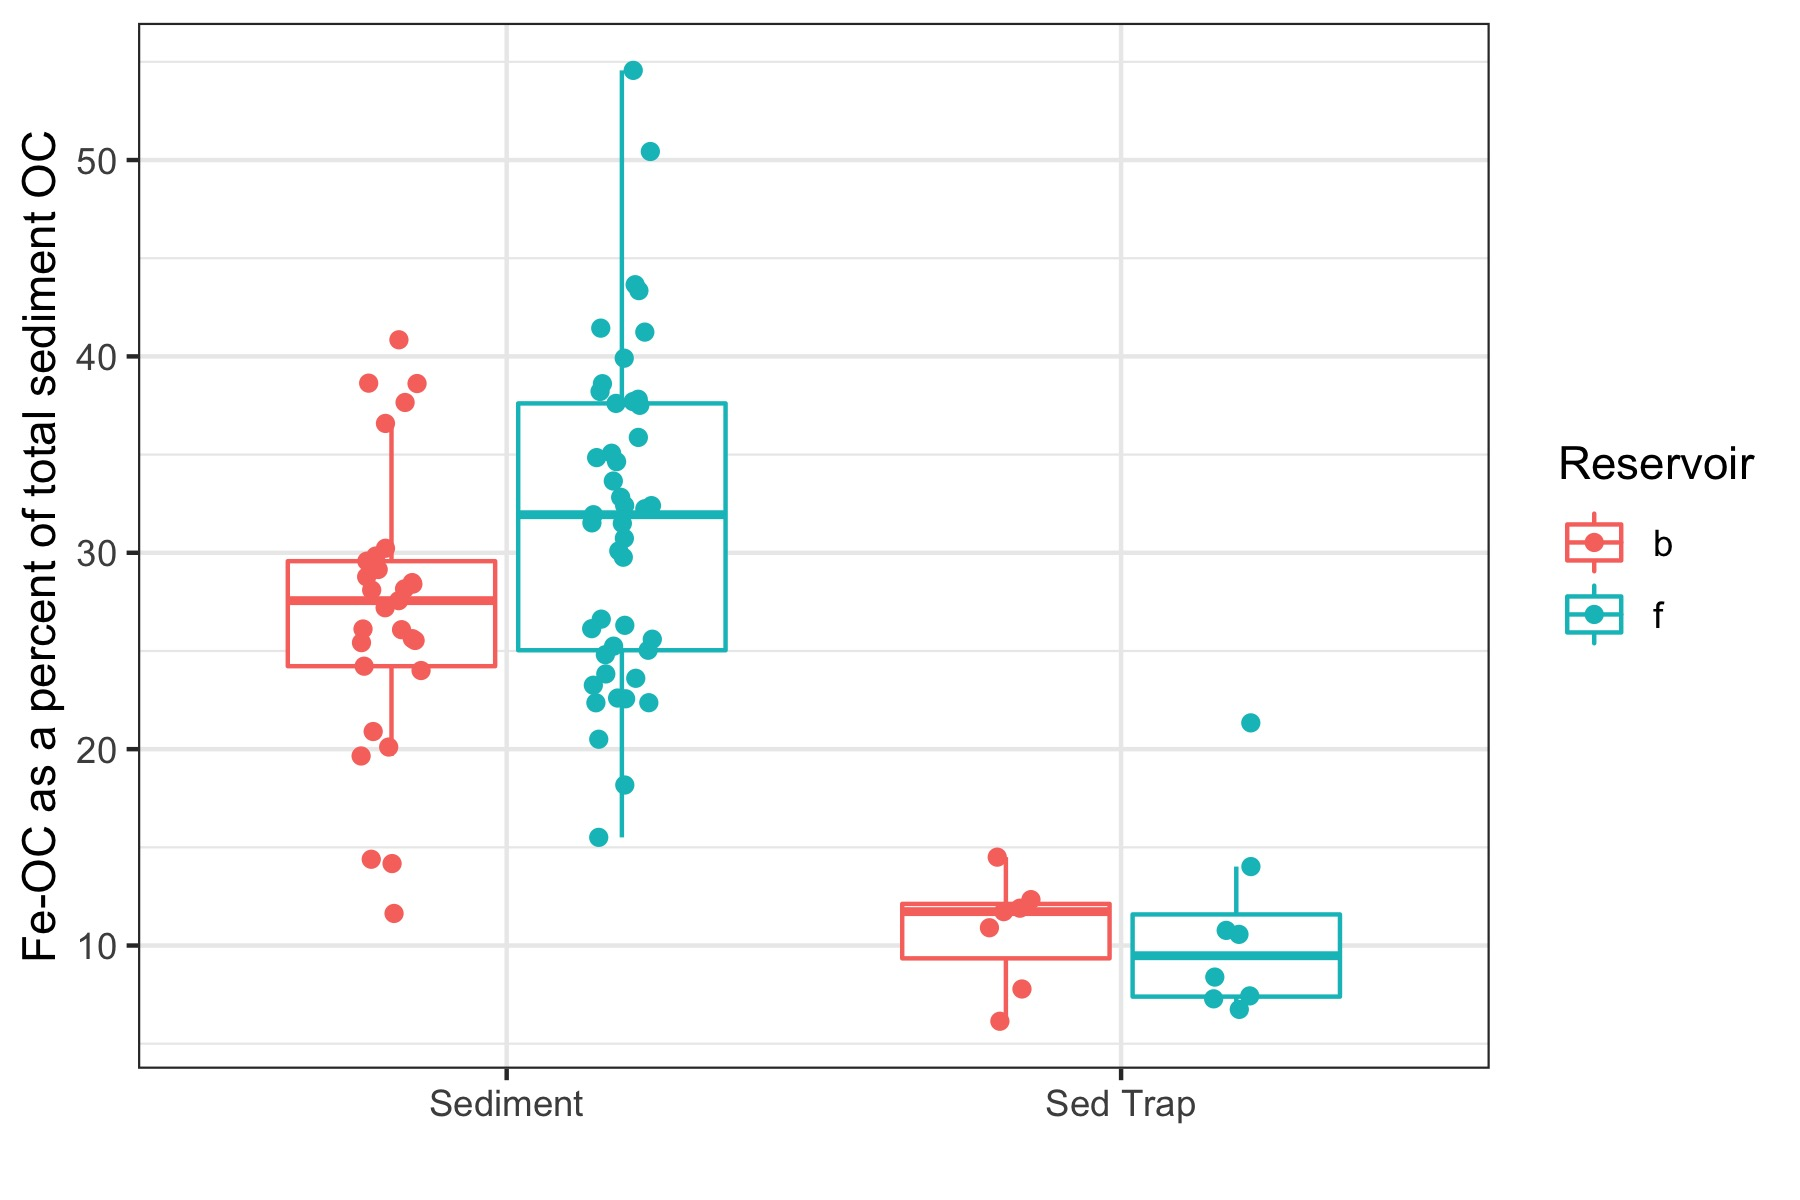 Fe-OC as a percent of total sediment OC
50
40
30
20
10
Sediment
Sed Trap
Reservoir
b
f